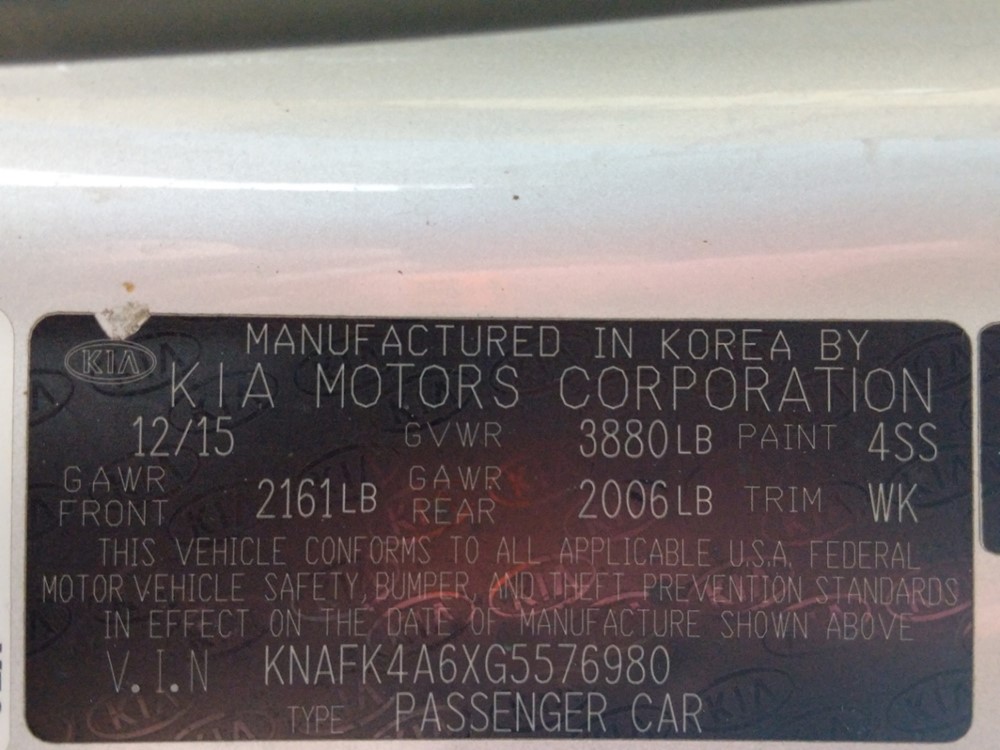 KIA
MANUFACTURED IN KOREA BY
KIA MOTORS CORPORATION
12/15 GVWR 3880LB PAINT 4SS
GAWR FRONT 2161LB GAWR REAR 2006LB TRIM WK
THIS VEHICLE CONFORMS TO ALL APPLICABLE U.S.A. FEDERAL
MOTOR VEHICLE SAFETY, BUMPER, AND THEFT PREVENTION STANDARDS
IN EFFECT ON THE DATE OF MANUFACTURE SHOWN ABOVE
V.I.N KNAFK4A6XG5576980
TYPE PASSENGER CAR